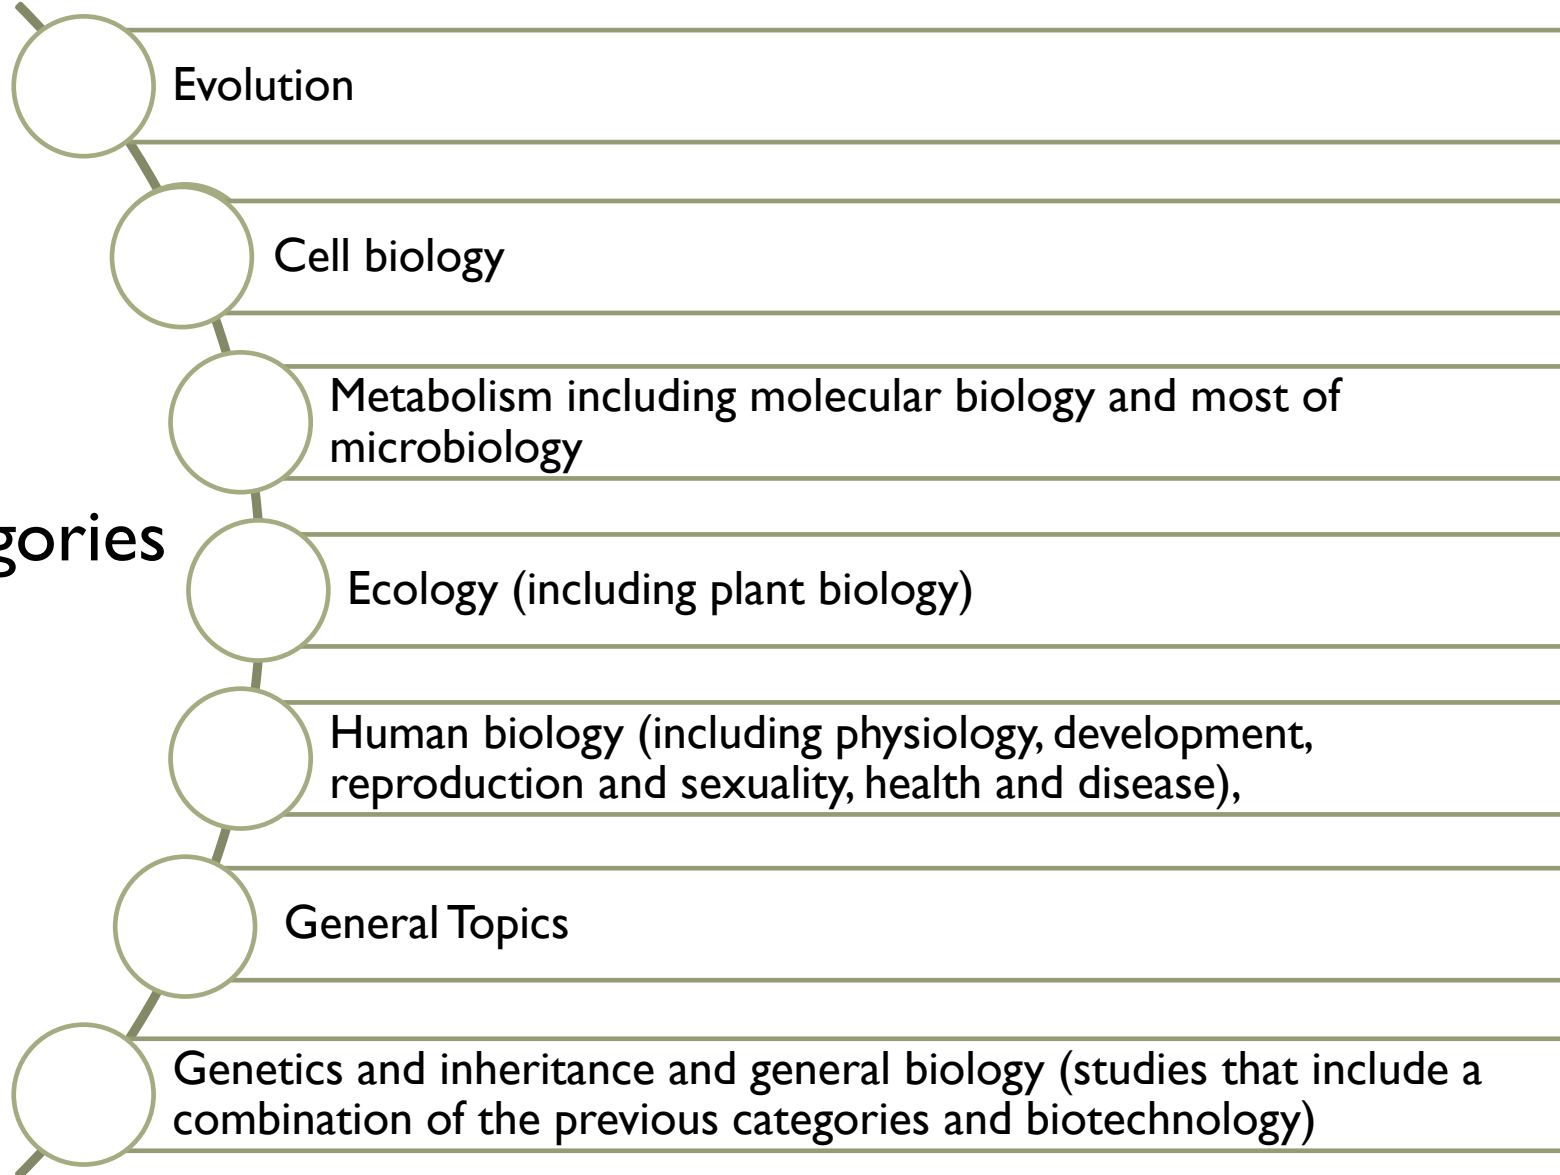 Evolution
Cell biology
Metabolism including molecular biology and most of
microbiology
gories
Ecology (including plant biology)
Human biology (including physiology, development,
reproduction and sexuality, health and disease),
General Topics
Genetics and inheritance and general biology (studies that include a
combination of the previous categories and biotechnology)